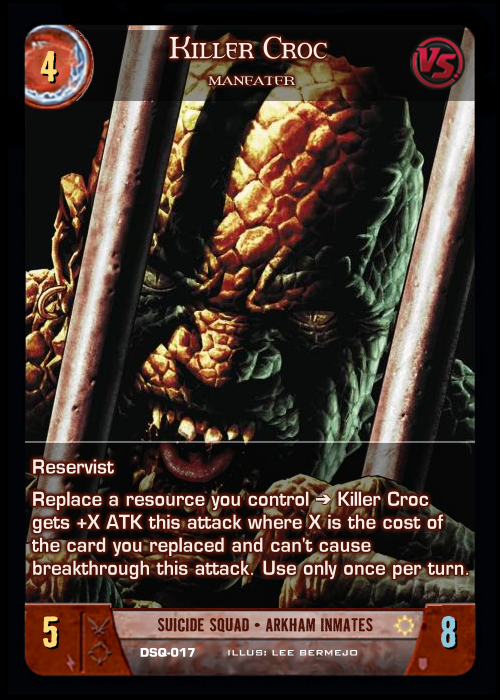 4
Killer Croc
VS
Maneater
Reservist
Replace a resource you control ➔ Killer Croc
gets +X ATK this attack where X is the cost of
the card you replaced and can't cause
breakthrough this attack. Use only once per turn.
5
SUICIDE SQUAD • ARKHAM INMATES
8
DSQ-017 ILLUS: LEE BERMEJO